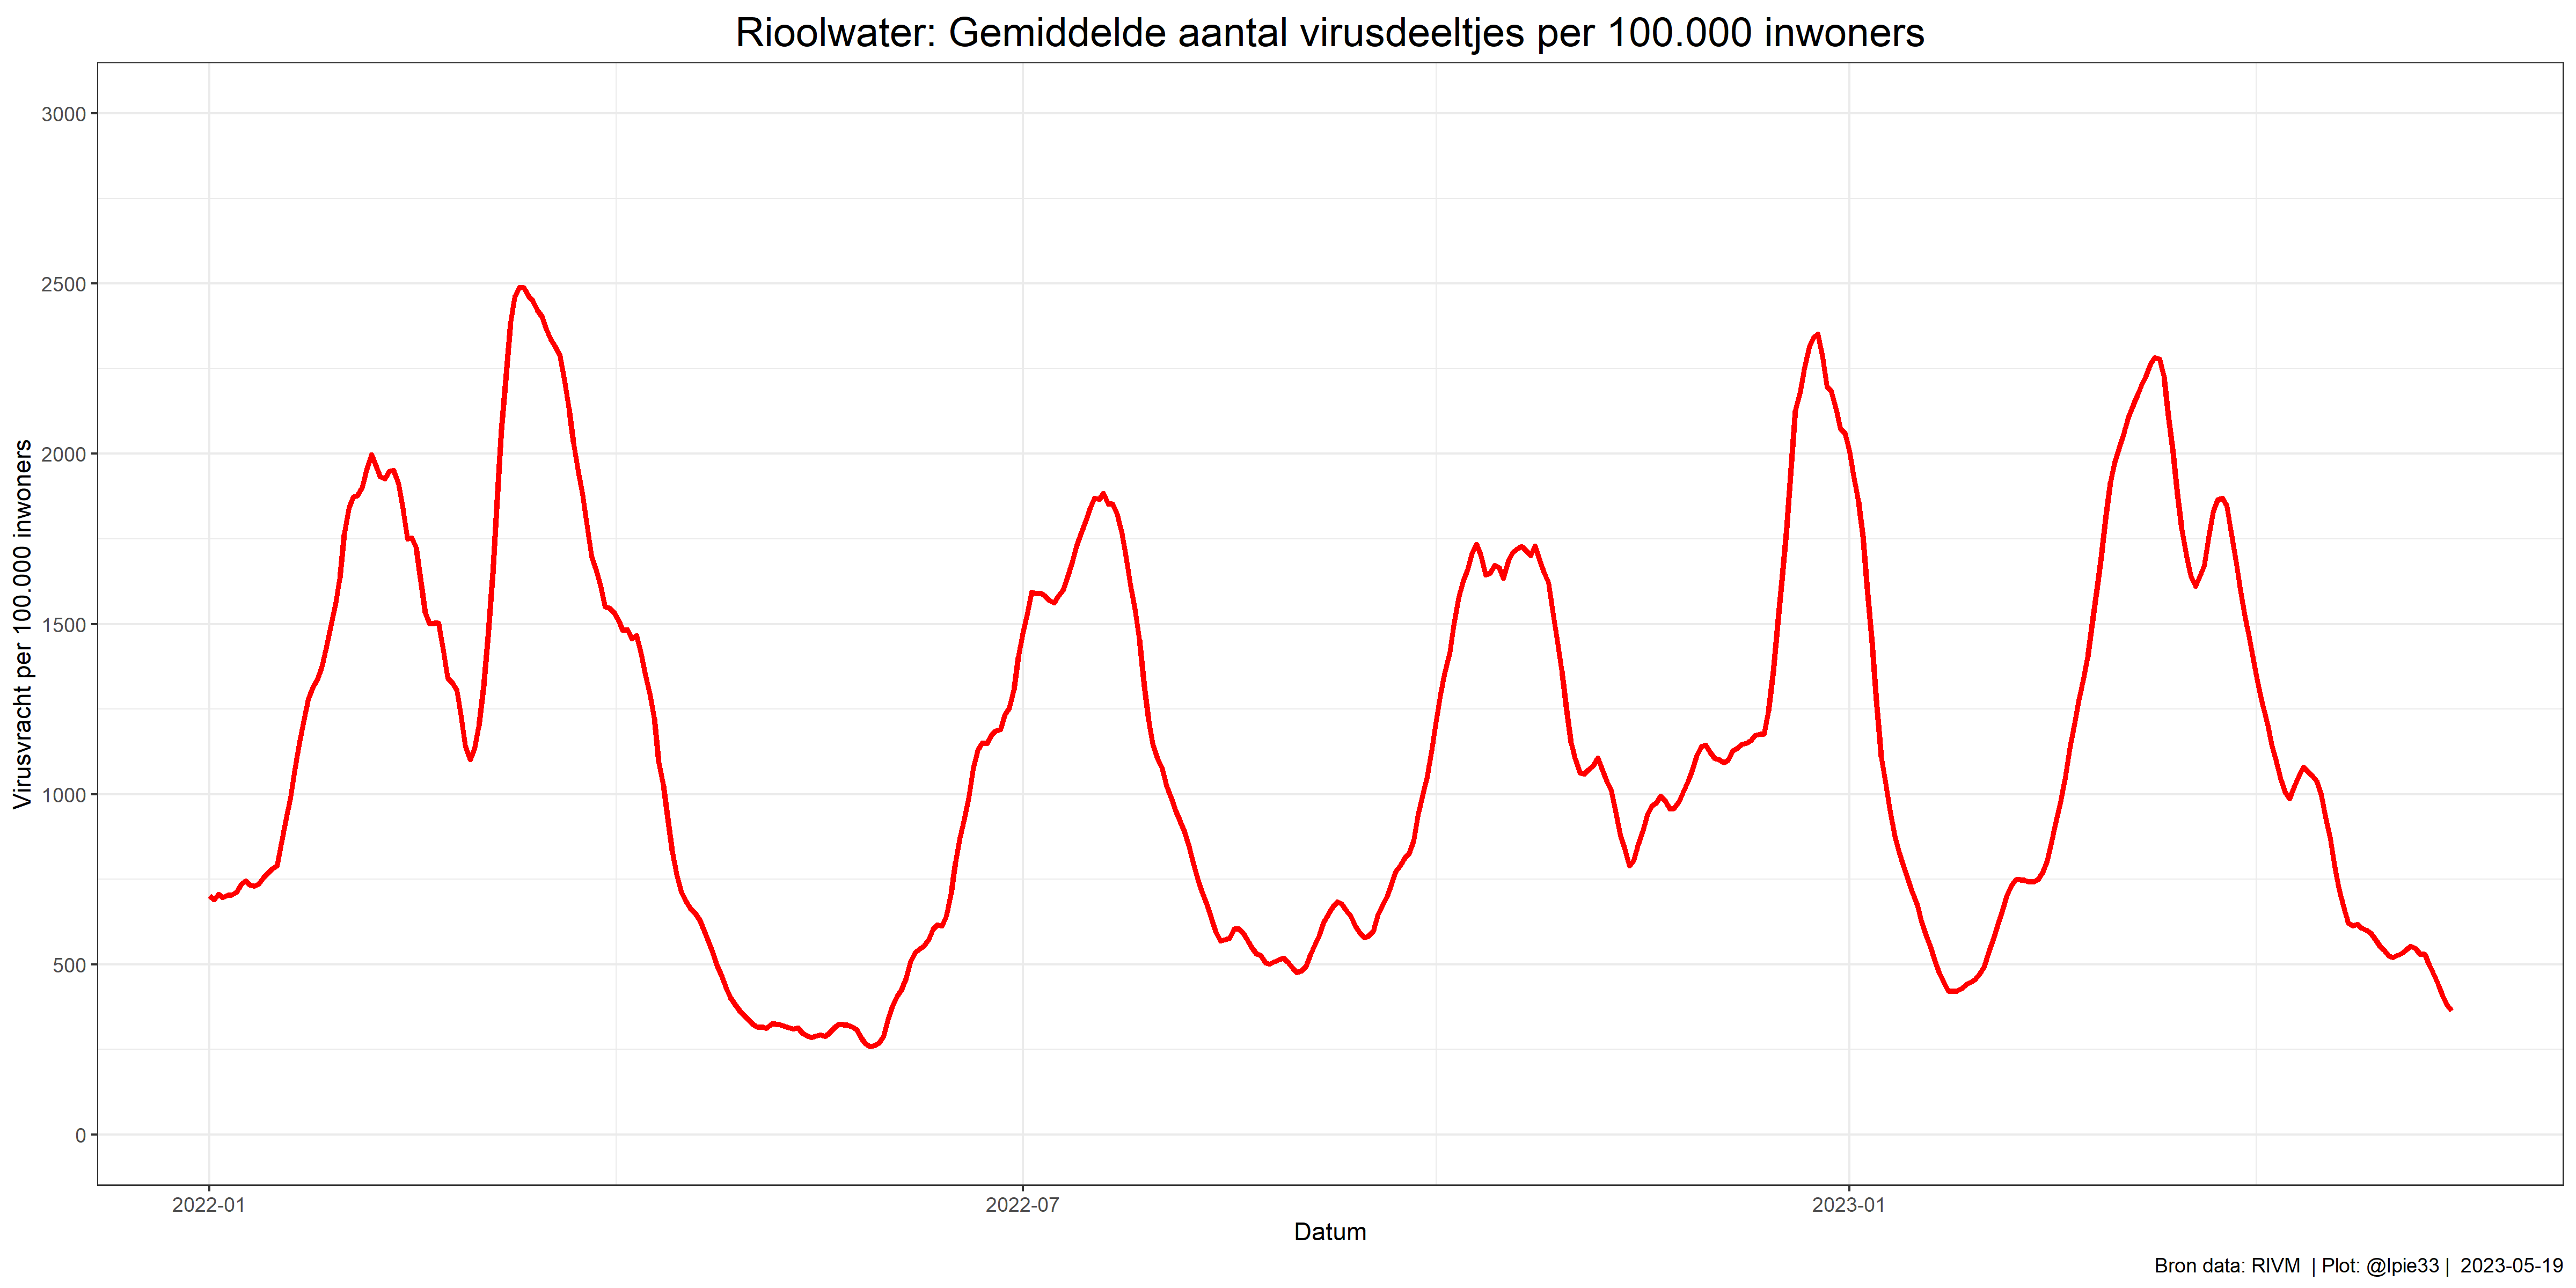 Rioolwater: Gemiddelde aantal virusdeeltjes per 100.000 inwoners
Virusvracht per 100.000 inwoners
3000
2500
2000
1500
1000
500
0
2022-01
2022-07
2023-01
Datum
Bron data: RIVM | Plot: @lpie33 | 2023-05-19